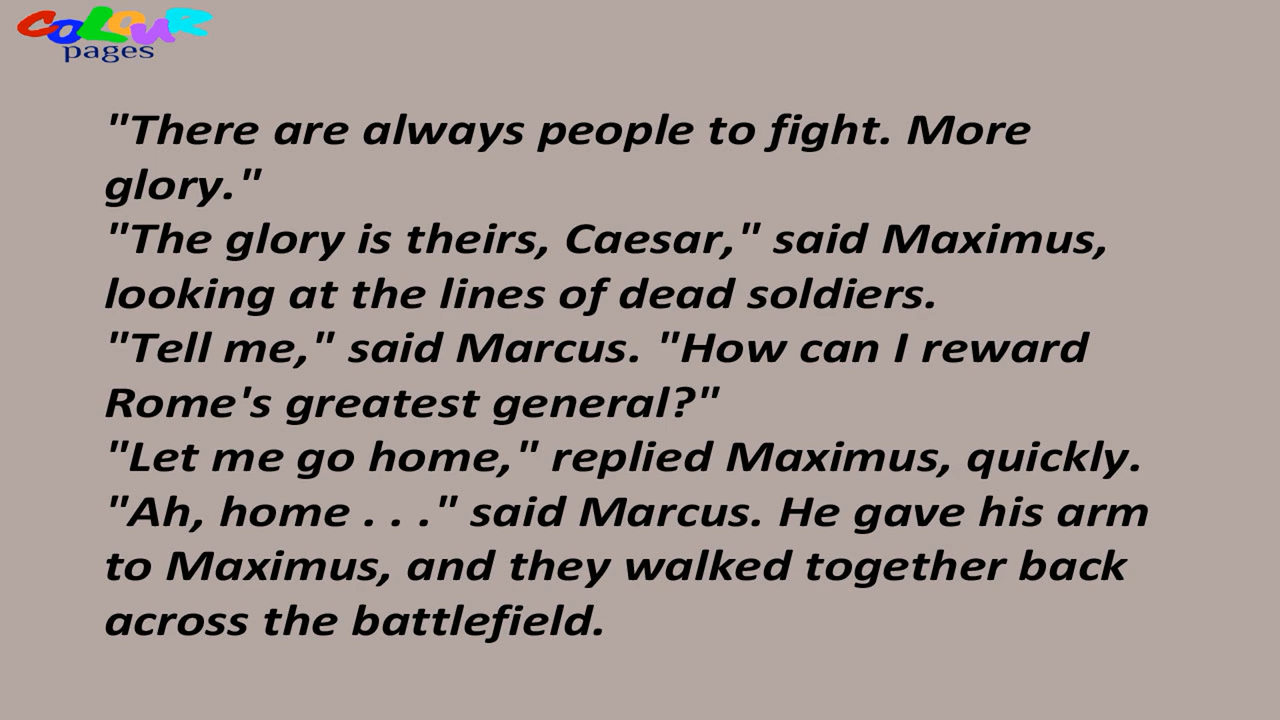 COLOUR
pages
"There are always people to fight. More
glory."
"The glory is theirs, Caesar," said Maximus,
looking at the lines of dead soldiers.
"Tell me," said Marcus. "How can I reward
Rome's greatest general?"
"Let me go home," replied Maximus, quickly.
"Ah, home . . ." said Marcus. He gave his arm
to Maximus, and they walked together back
across the battlefield.